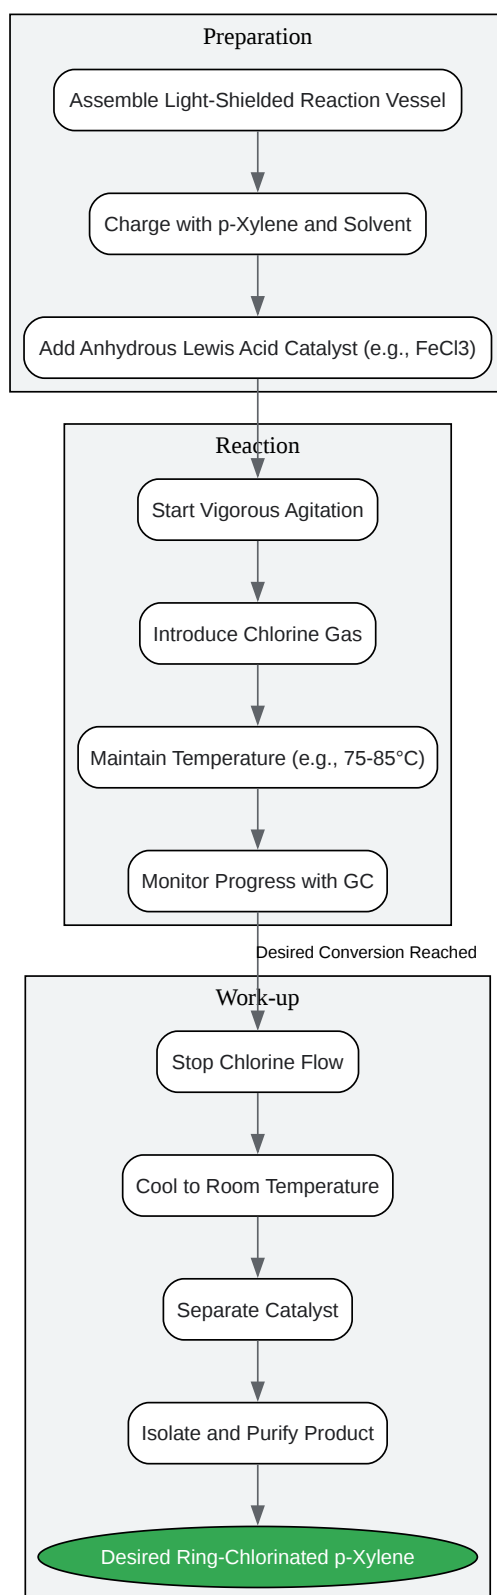 Preparation
Assemble Light-Shielded Reaction Vessel
Charge with p-Xylene and Solvent
Add Anhydrous Lewis Acid Catalyst (e.g., FeCl3)
Reaction
Start Vigorous Agitation
Introduce Chlorine Gas
Maintain Temperature (e.g., 75-85°C)
Monitor Progress with GC
Desired Conversion Reached
Work-up
Stop Chlorine Flow
Cool to Room Temperature
Separate Catalyst
Isolate and Purify Product
Desired Ring-Chlorinated p-Xylene